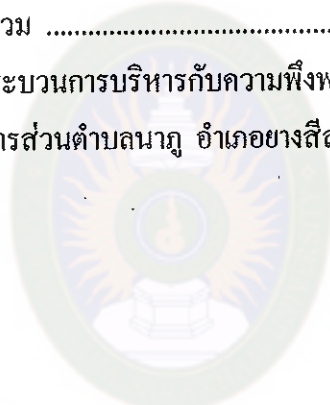 วม ........................................
ระบวนการบริหารกับความพึงพ
ารส่วนตำบลนาภู อำเภอยางสีส